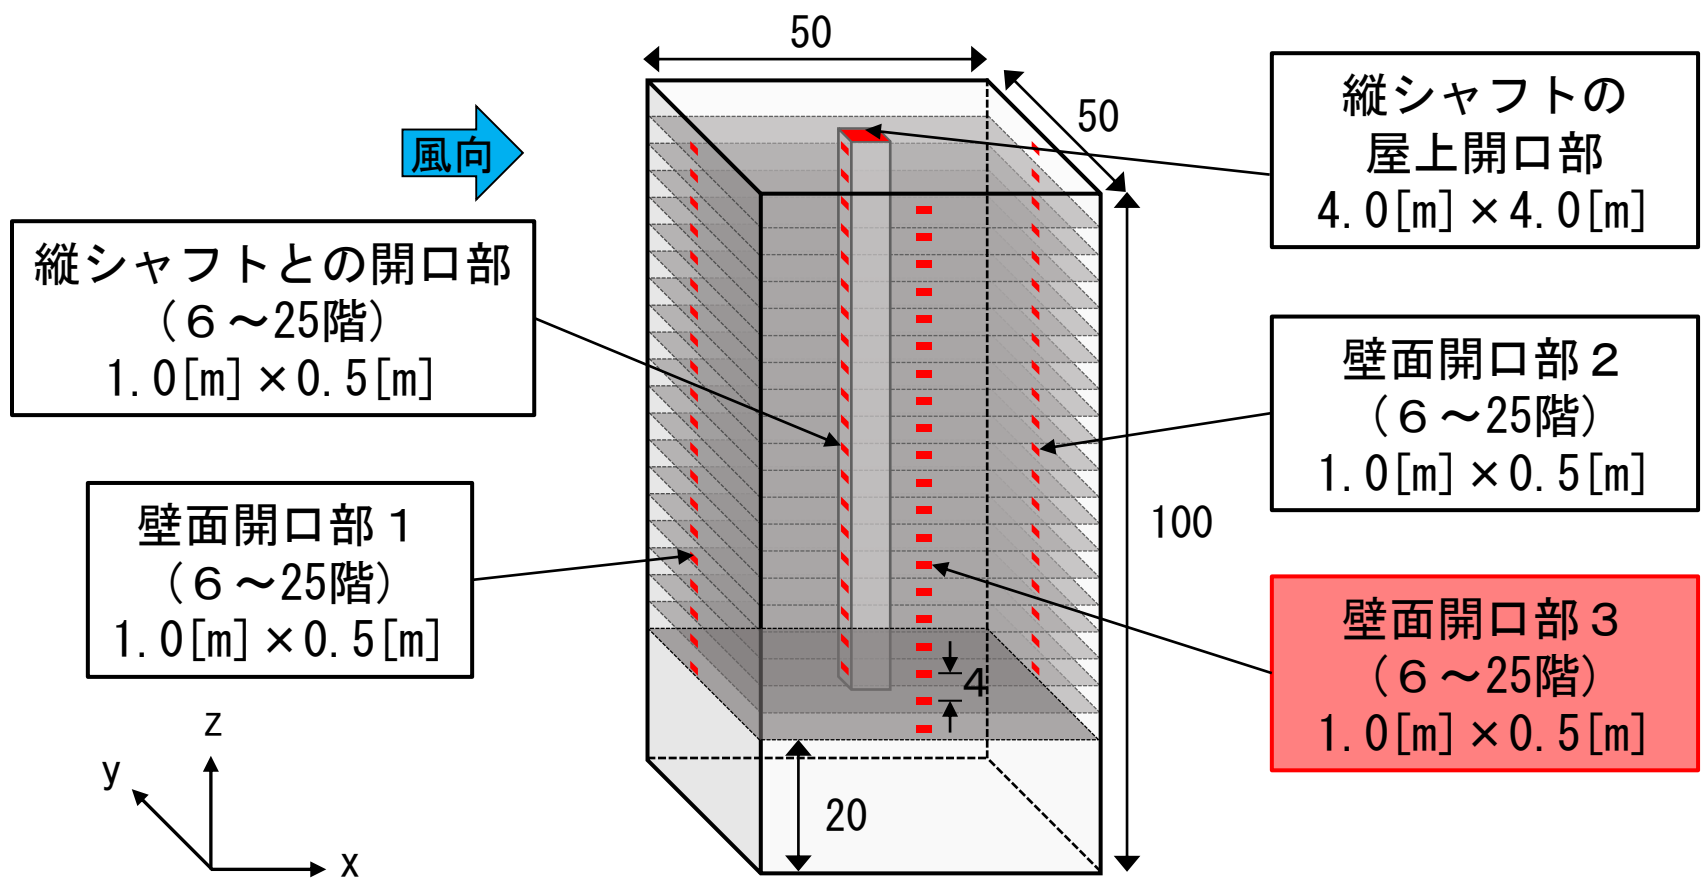 50
50
風向
縦シャフトの
屋上開口部
4.0[m]×4.0[m]
縦シャフトとの開口部
(６～25階)
1.0[m]×0.5[m]
壁面開口部２
(６～25階)
1.0[m]×0.5[m]
壁面開口部１
(６～25階)
1.0[m]×0.5[m]
100
壁面開口部３
(６～25階)
1.0[m]×0.5[m]
4
20
z
y
x